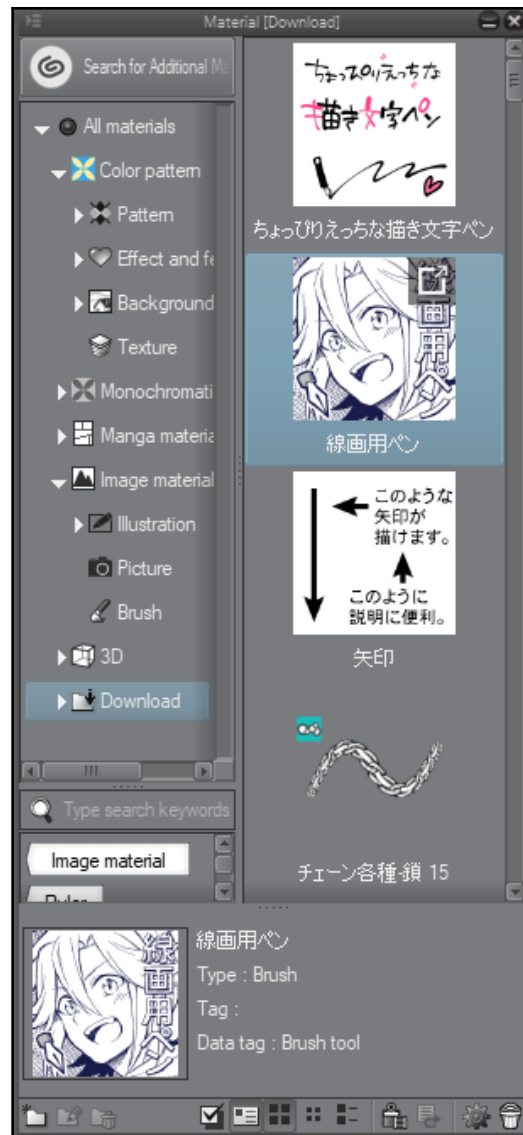 Material [Download]
Search for Additional Ma
All materials
Color pattern
Pattern
Effect and fe
Background
Texture
Monochromati
Manga materia
Image material
Illustration
Picture
Brush
3D
Download
Type search keywords
Image material
Ruler
ちょっぴりえっちな
描き文字ペン
ちょっぴりえっちな描き文字ペン
画用ペ
線画用ペン
このような
矢印が
描けます。
このように
説明に便利。
矢印
チェーン各種-鎖 15
線画用ペ
線画用ペン
Type : Brush
Tag :
Data tag : Brush tool